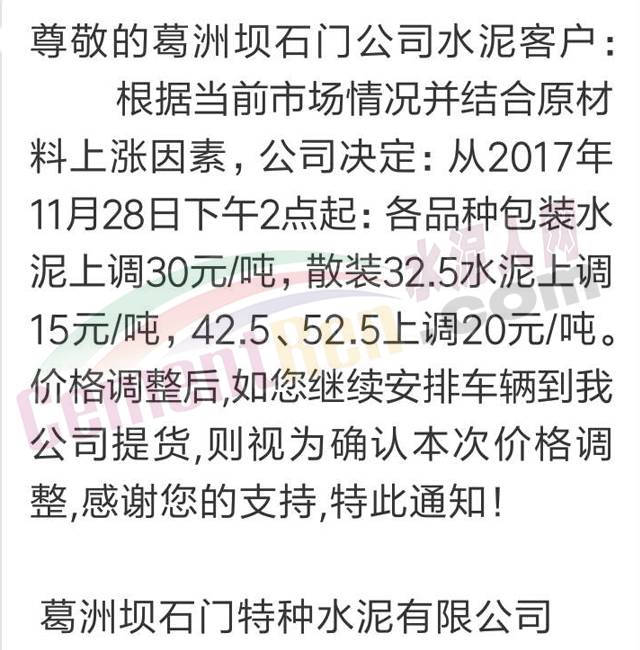 尊敬的葛洲坝石门公司水泥客户：
根据当前市场情况并结合原材
料上涨因素，公司决定：从2017年
11月28日下午2点起：各品种包装水
泥上调30元/吨，散装32.5水泥上调
15元/吨，42.5、52.5上调20元/吨。
价格调整后,如您继续安排车辆到我
公司提货,则视为确认本次价格调
整,感谢您的支持,特此通知！
葛洲坝石门特种水泥有限公司
水泥人网
CementRen.com